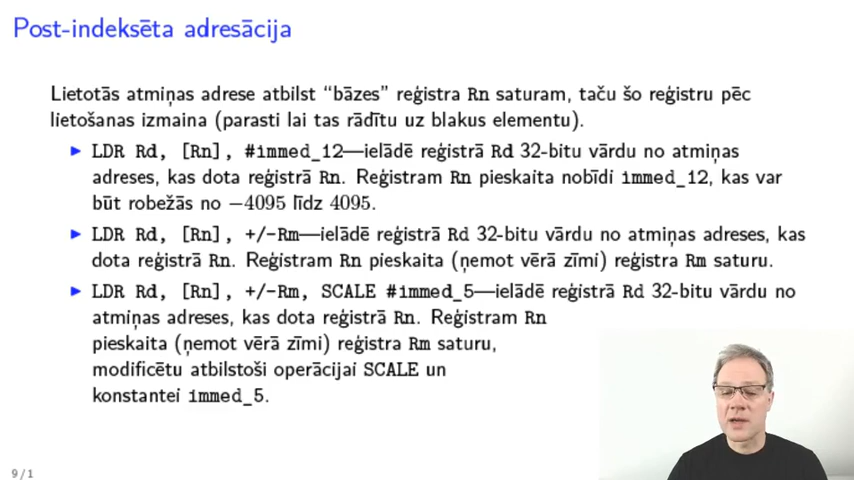 Post-indeksēta adresācija
Lietotās atmiņas adrese atbilst “bāzes” reģistra Rn saturam, taču šo reģistru pēc
lietošanas izmaina (parasti lai tas rādītu uz blakus elementu).
▶ LDR Rd, [Rn], #immed_12—ielādē reģistrā Rd 32-bitu vārdu no atmiņas
adreses, kas dota reģistrā Rn. Reģistram Rn pieskaita nobīdi immed_12, kas var
būt robežās no −4095 līdz 4095.
▶ LDR Rd, [Rn], +/-Rm—ielādē reģistrā Rd 32-bitu vārdu no atmiņas adreses, kas
dota reģistrā Rn. Reģistram Rn pieskaita (ņemot vērā zīmi) reģistra Rm saturu.
▶ LDR Rd, [Rn], +/-Rm, SCALE #immed_5—ielādē reģistrā Rd 32-bitu vārdu no
atmiņas adreses, kas dota reģistrā Rn. Reģistram Rn
pieskaita (ņemot vērā zīmi) reģistra Rm saturu,
modificētu atbilstoši operācijai SCALE un
konstantei immed_5.
9 / 1